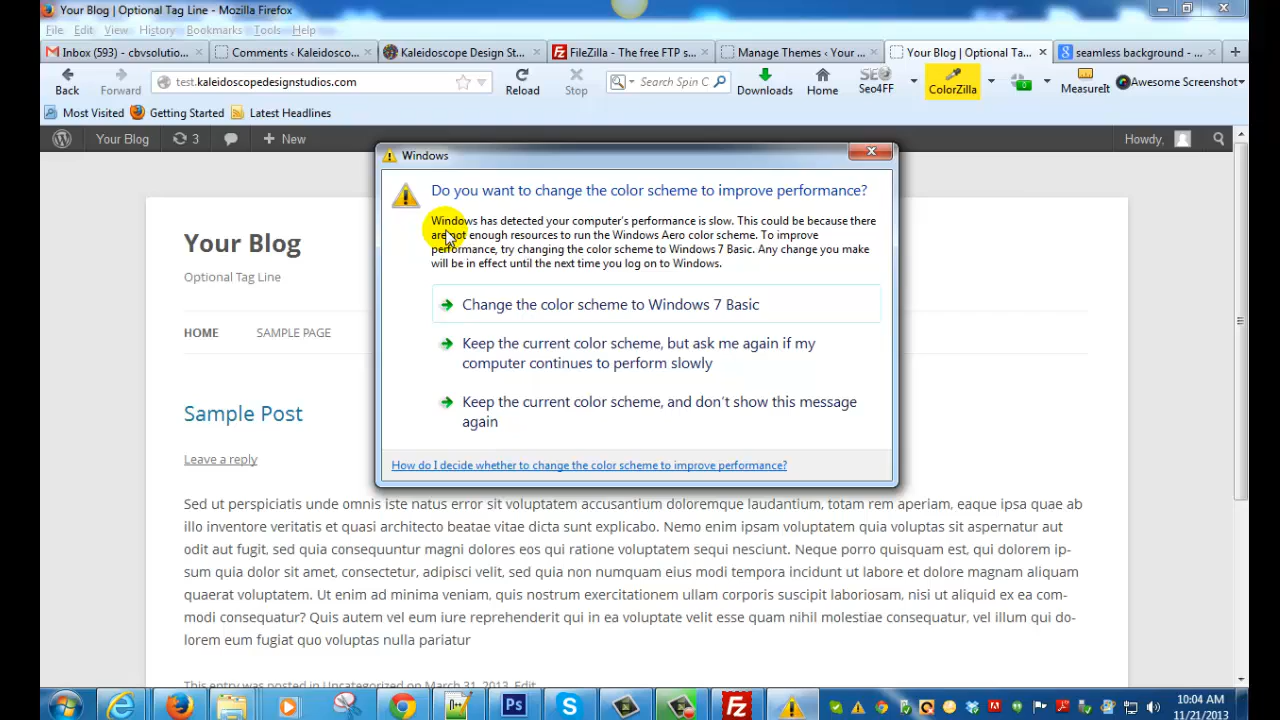 Your Blog | Optional Tag Line - Mozilla Firefox
File Edit View History Bookmarks Tools Help
Inbox (593) - cbvsolutio... × Comments ‹ Kaleidosco... × Kaleidoscope Design St... × FileZilla - The free FTP s... × Manage Themes ‹ Your ... × Your Blog | Optional Ta... × seamless background - ... × +
Back Forward test.kaleidoscopedesignstudios.com Reload Stop Search Spin C Downloads Home SEO Seo4FF ColorZilla 0 MeasureIt Awesome Screenshot
Most Visited Getting Started Latest Headlines
Your Blog 3 + New Howdy,
Windows
Do you want to change the color scheme to improve performance?
Windows has detected your computer's performance is slow. This could be because there
are not enough resources to run the Windows Aero color scheme. To improve
performance, try changing the color scheme to Windows 7 Basic. Any change you make
will be in effect until the next time you log on to Windows.
Change the color scheme to Windows 7 Basic
Keep the current color scheme, but ask me again if my
computer continues to perform slowly
Keep the current color scheme, and don't show this message
again
How do I decide whether to change the color scheme to improve performance?
Your Blog
Optional Tag Line
HOME SAMPLE PAGE
Sample Post
Leave a reply
Sed ut perspiciatis unde omnis iste natus error sit voluptatem accusantium doloremque laudantium, totam rem aperiam, eaque ipsa quae ab
illo inventore veritatis et quasi architecto beatae vitae dicta sunt explicabo. Nemo enim ipsam voluptatem quia voluptas sit aspernatur aut
odit aut fugit, sed quia consequuntur magni dolores eos qui ratione voluptatem sequi nesciunt. Neque porro quisquam est, qui dolorem ip-
sum quia dolor sit amet, consectetur, adipisci velit, sed quia non numquam eius modi tempora incidunt ut labore et dolore magnam aliquam
quaerat voluptatem. Ut enim ad minima veniam, quis nostrum exercitationem ullam corporis suscipit laboriosam, nisi ut aliquid ex ea com-
modi consequatur? Quis autem vel eum iure reprehenderit qui in ea voluptate velit esse quam nihil molestiae consequatur, vel illum qui do-
lorem eum fugiat quo voluptas nulla pariatur
This entry was posted in Uncategorized on March 31, 2013. Edit
10:04 AM
11/21/2013